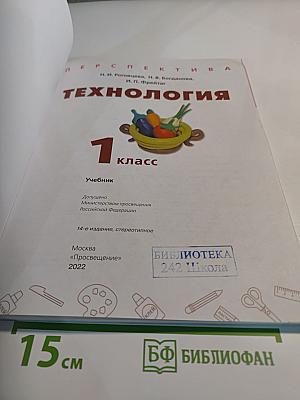 ПЕРСПЕКТИВА
Н. И. Роговцева, Н. В. Богданова,
И. П. Фрейтаг
ТЕХНОЛОГИЯ
1 класс
Учебник
Допущено
Министерством просвещения
Российской Федерации
14-е издание, стереотипное
Москва
«Просвещение»
2022
БИБЛИОТЕКА
242 Школа
15 см
БФ БИБЛИОФАН